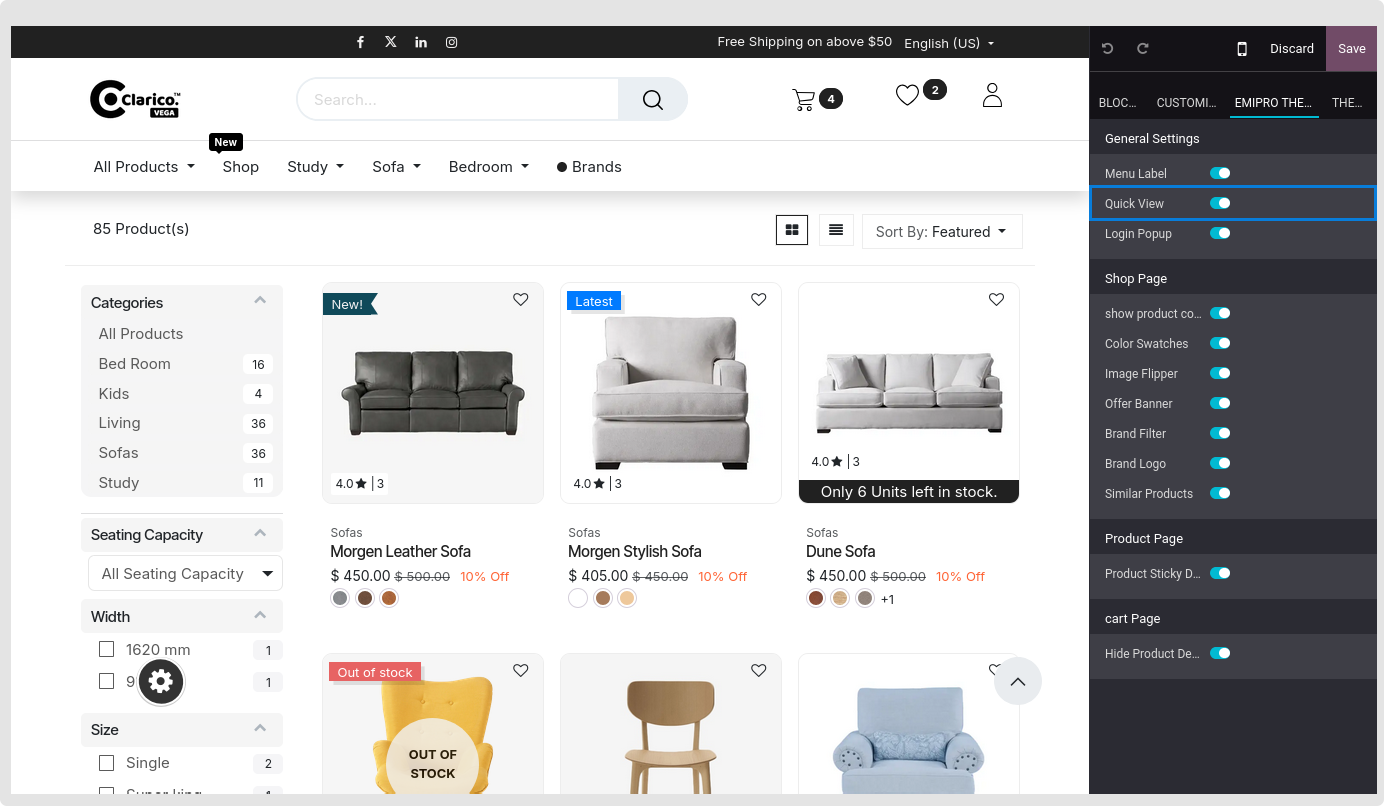 Free Shipping on above $50
English (US)
Discard
Save
Clarico.™
VEGA
Search...
4
2
BLOC...
CUSTOMI...
EMIPRO THE...
THE...
New
All Products
Shop
Study
Sofa
Bedroom
Brands
General Settings
Menu Label
Quick View
Login Popup
Shop Page
show product co...
Color Swatches
Image Flipper
Offer Banner
Brand Filter
Brand Logo
Similar Products
Product Page
Product Sticky D...
cart Page
Hide Product De...
85 Product(s)
Sort By: Featured
Categories
All Products
Bed Room 16
Kids 4
Living 36
Sofas 36
Study 11
Seating Capacity
All Seating Capacity
Width
1620 mm 1
9
1
Size
Single 2
New!
4.0 | 3
Sofas
Morgen Leather Sofa
$ 450.00 $ 500.00 10% Off
Latest
4.0 | 3
Sofas
Morgen Stylish Sofa
$ 405.00 $ 450.00 10% Off
4.0 | 3
Only 6 Units left in stock.
Sofas
Dune Sofa
$ 450.00 $ 500.00 10% Off
+1
Out of stock
OUT OF
STOCK